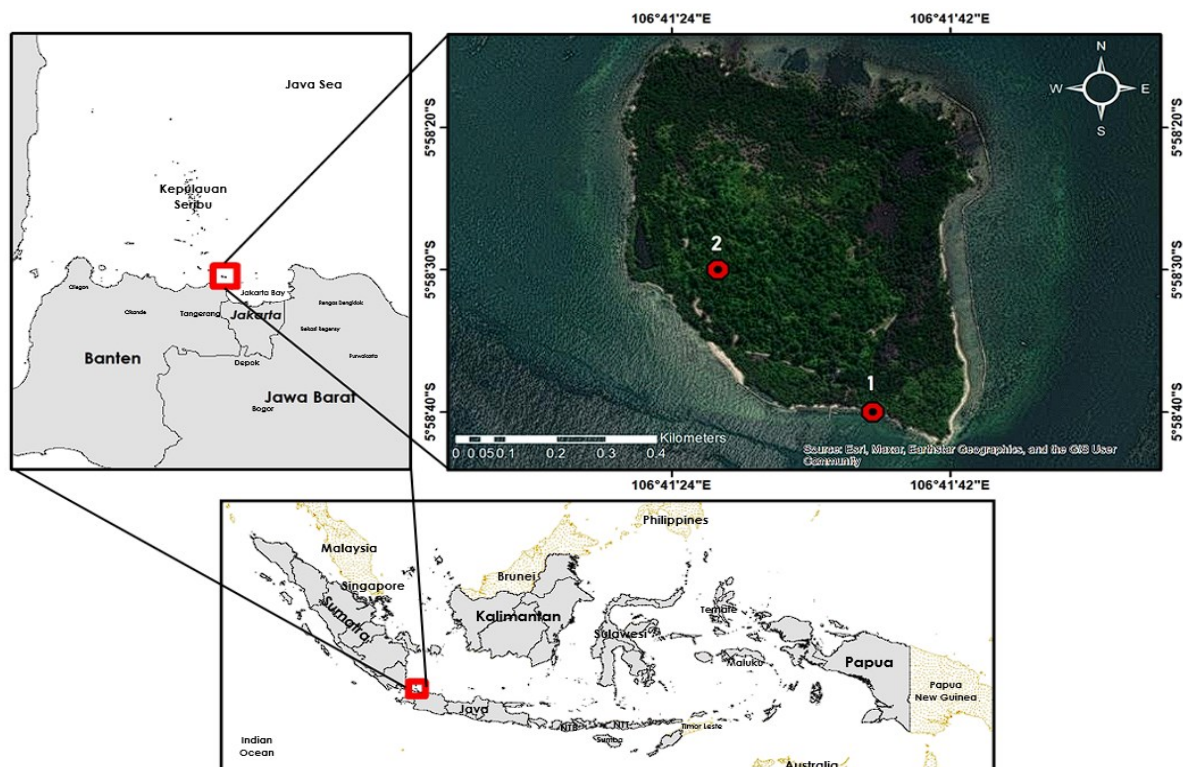 106°41'24"E
106°41'42"E
Java Sea
Kepulauan
Seribu
Cilegon
Cikande
Tangerang
Jakarta Bay
Jakarta
Rengas Dengklok
Bekasi Regensy
Purwakarta
Banten
Depok
Jawa Barat
Bogor
N
W
E
S
5°58'20"S
5°58'20"S
2
5°58'30"S
5°58'30"S
1
5°58'40"S
5°58'40"S
Kilometers
0 0.05 0.1 0.2 0.3 0.4
Source: Esri, Maxar, Earthstar Geographics, and the GIS User
Community
106°41'24"E
106°41'42"E
Philippines
Malaysia
Singapore
Brunei
Sumatra
Kalimantan
Sulawesi
Ternate
Maluku
Papua
Papua
New Guinea
Java
NTB
NTT
Sumba
Timor Leste
Indian
Ocean
Australia